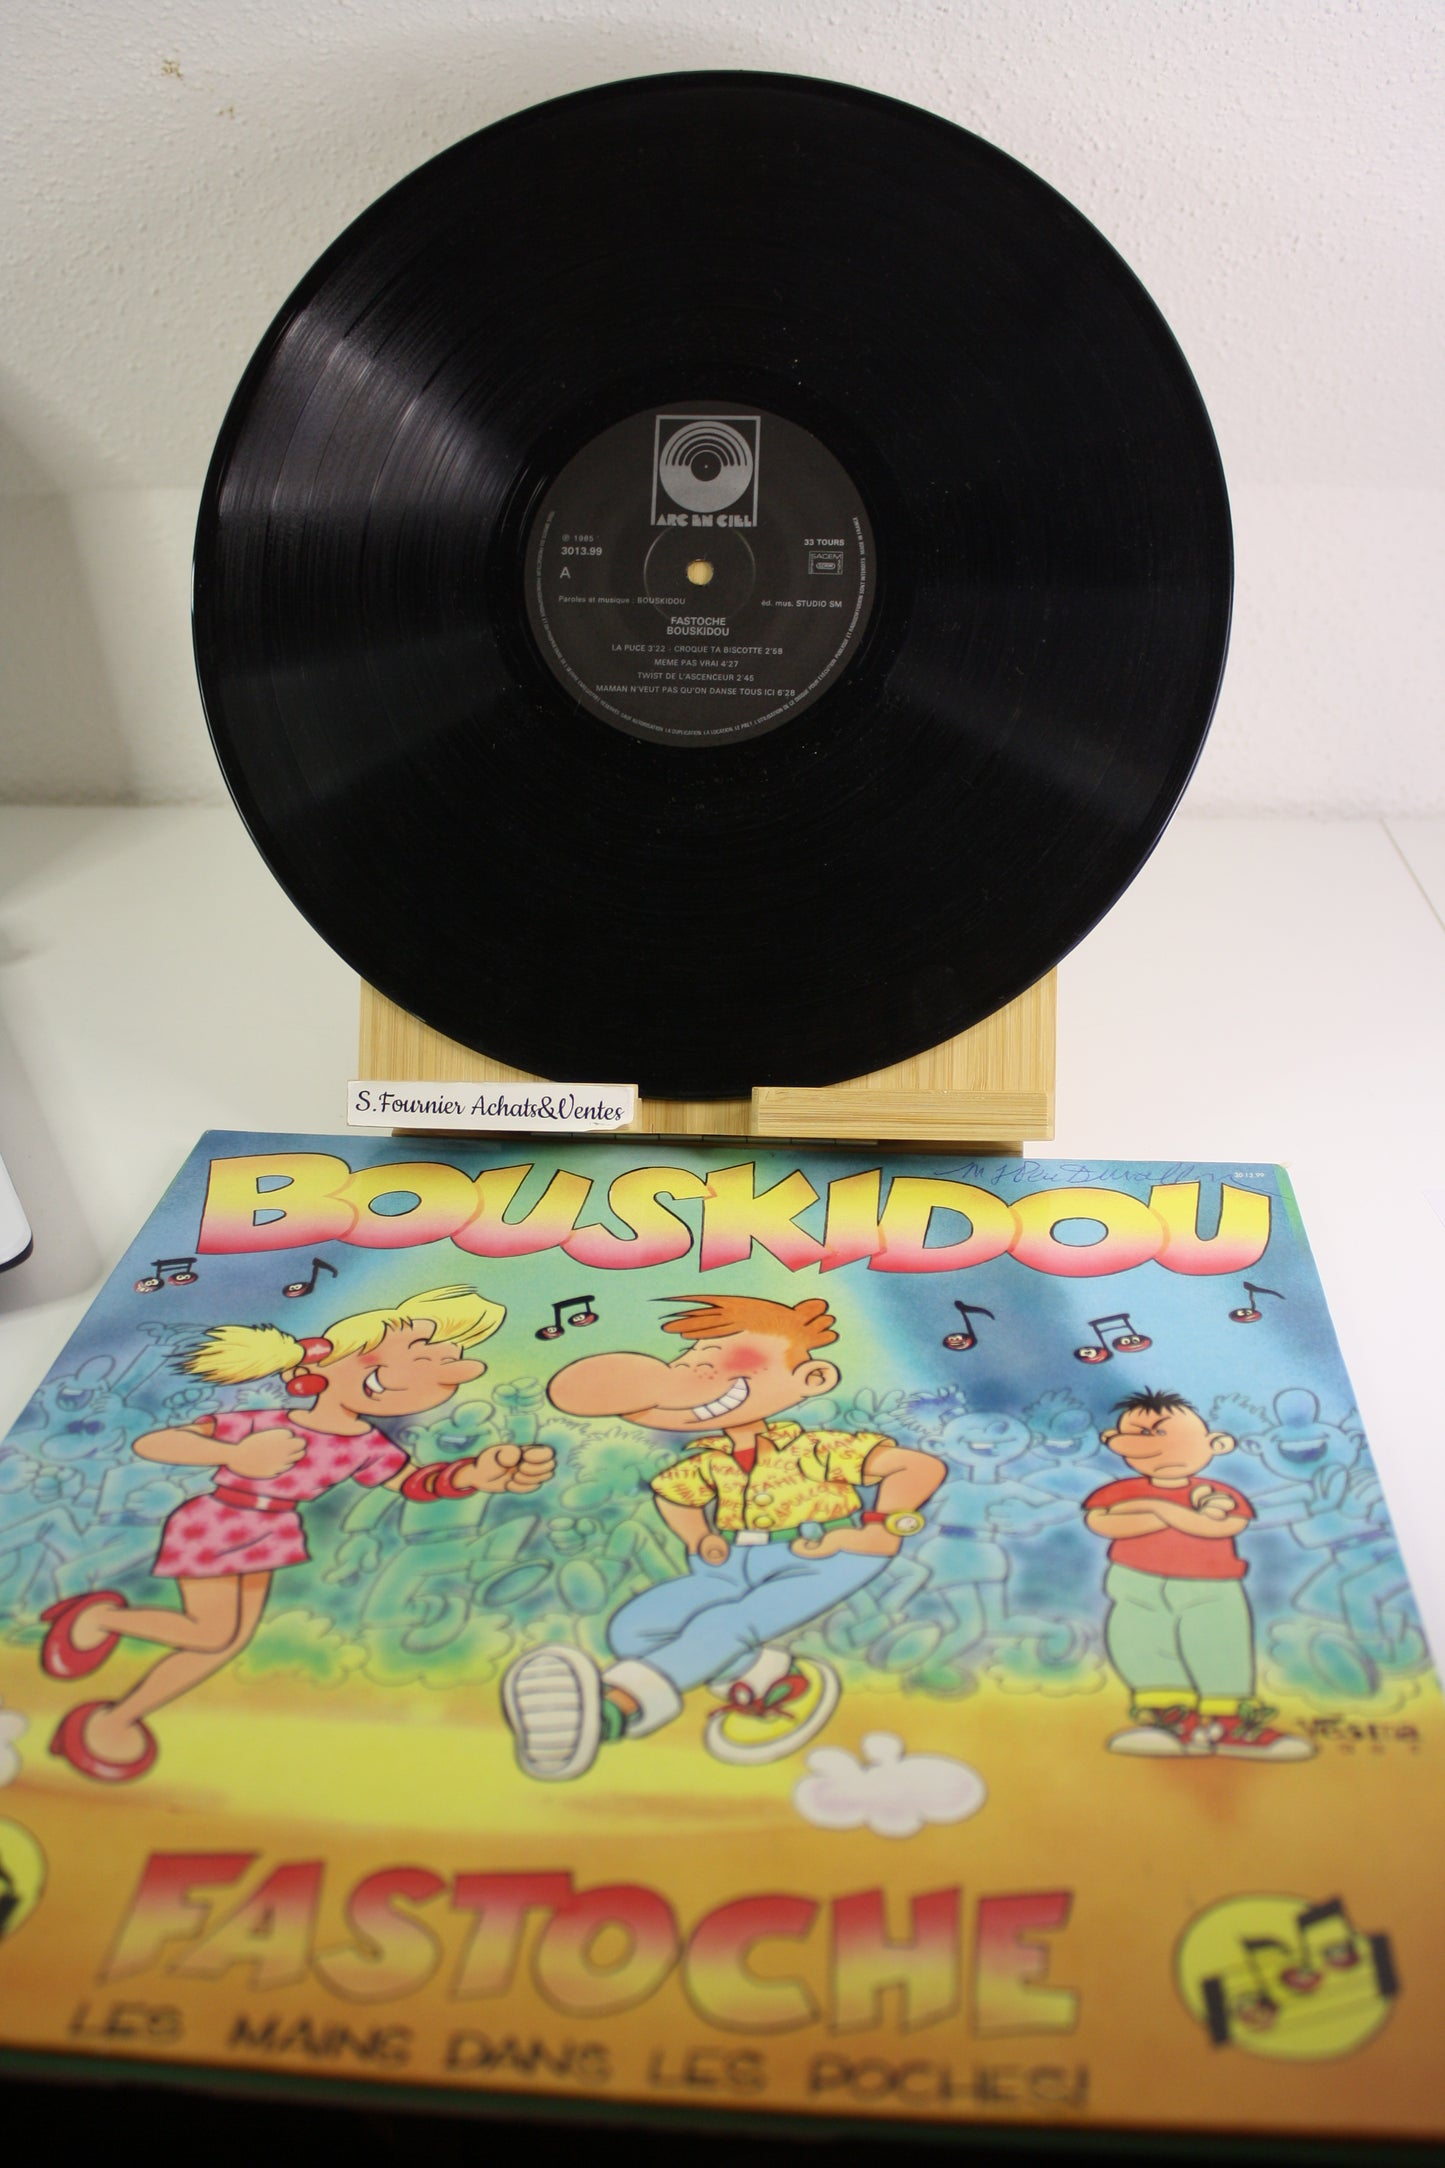 ARC EN CIEL
℗ 1985
3013.99
33 TOURS
SACEM
A
Paroles et musique : BOUSKIDOU
éd. mus. STUDIO SM
FASTOCHE
BOUSKIDOU
LA PUCE 3'22 - CROQUE TA BISCOTTE 2'58
MEME PAS VRAI 4'27
TWIST DE L'ASCENCEUR 2'45
MAMAN N'VEUT PAS QU'ON DANSE TOUS ICI 6'28
MADE IN FRANCE
S.Fournier Achats&Ventes
30-13.99
BOUSKIDOU
FASTOCHE
LES MAINS DANS LES POCHES!